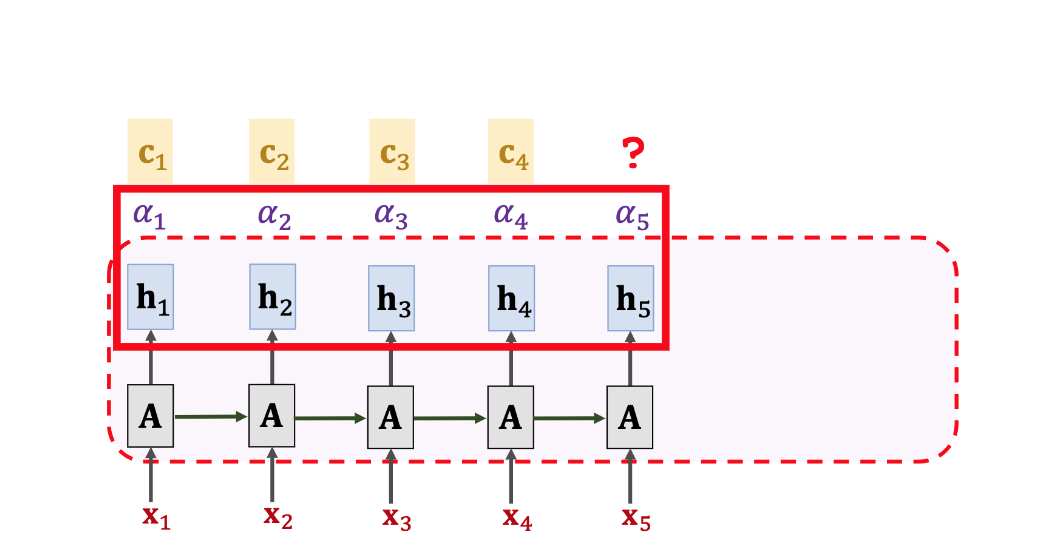 c₁ c₂ c₃ c₄ ?
α₁ α₂ α₃ α₄ α₅
h₁ h₂ h₃ h₄ h₅
A A A A A
x₁ x₂ x₃ x₄ x₅